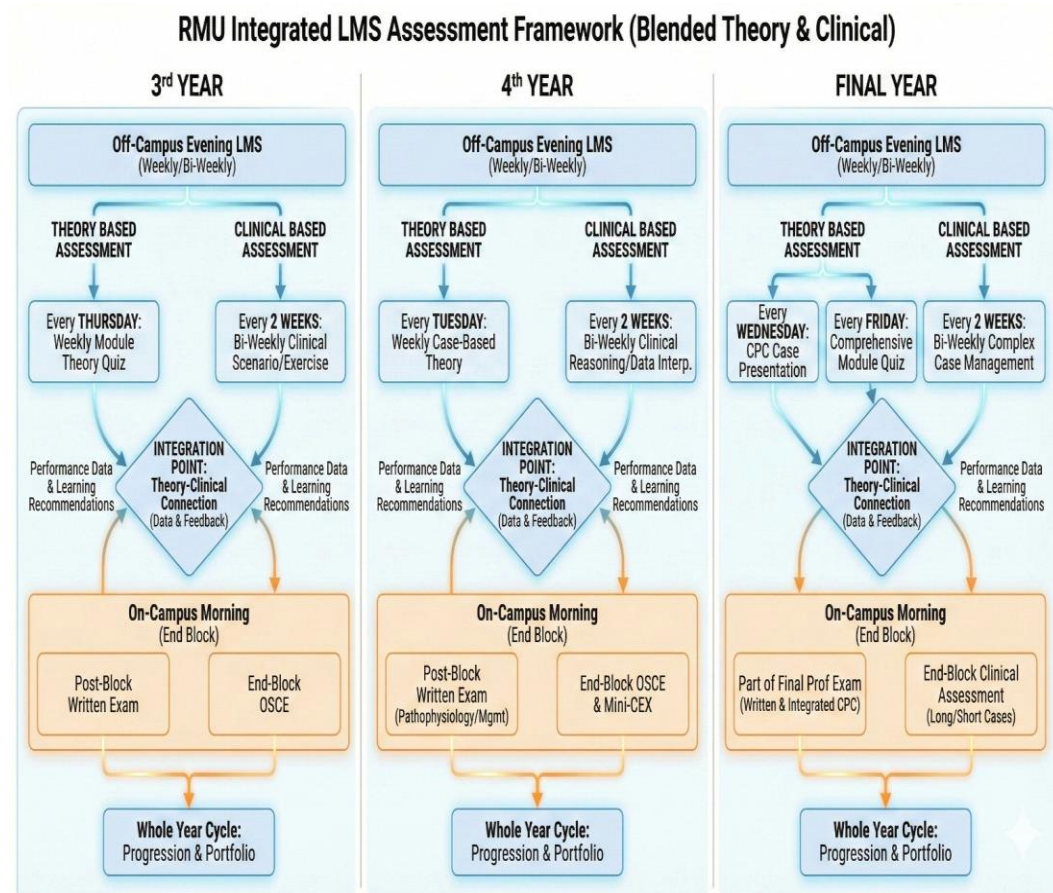 RMU Integrated LMS Assessment Framework (Blended Theory & Clinical)
3rd YEAR
Off-Campus Evening LMS
(Weekly/Bi-Weekly)
THEORY BASED
ASSESSMENT
CLINICAL BASED
ASSESSMENT
Every THURSDAY:
Weekly Module
Theory Quiz
Every 2 WEEKS:
Bi-Weekly Clinical
Scenario/Exercise
Performance Data
& Learning
Recommendations
INTEGRATION
POINT:
Theory-Clinical
Connection
(Data & Feedback)
Performance Data
& Learning
Recommendations
On-Campus Morning
(End Block)
Post-Block
Written Exam
End-Block
OSCE
Whole Year Cycle:
Progression & Portfolio
4th YEAR
Off-Campus Evening LMS
(Weekly/Bi-Weekly)
THEORY BASED
ASSESSMENT
CLINICAL BASED
ASSESSMENT
Every TUESDAY:
Weekly Case-Based
Theory
Every 2 WEEKS:
Bi-Weekly Clinical
Reasoning/Data Interp.
Performance Data
& Learning
Recommendations
INTEGRATION
POINT:
Theory-Clinical
Connection
(Data & Feedback)
Performance Data
& Learning
Recommendations
On-Campus Morning
(End Block)
Post-Block
Written Exam
(Pathophysiology/Mgmt)
End-Block OSCE
& Mini-CEX
Whole Year Cycle:
Progression & Portfolio
FINAL YEAR
Off-Campus Evening LMS
(Weekly/Bi-Weekly)
THEORY BASED
ASSESSMENT
CLINICAL BASED
ASSESSMENT
Every
WEDNESDAY:
CPC Case
Presentation
Every FRIDAY:
Comprehensive
Module Quiz
Every 2 WEEKS:
Bi-Weekly Complex
Case Management
INTEGRATION
POINT:
Theory-Clinical
Connection
(Data & Feedback)
Performance Data
& Learning
Recommendations
On-Campus Morning
(End Block)
Part of Final Prof Exam
(Written & Integrated CPC)
End-Block Clinical
Assessment
(Long/Short Cases)
Whole Year Cycle:
Progression & Portfolio